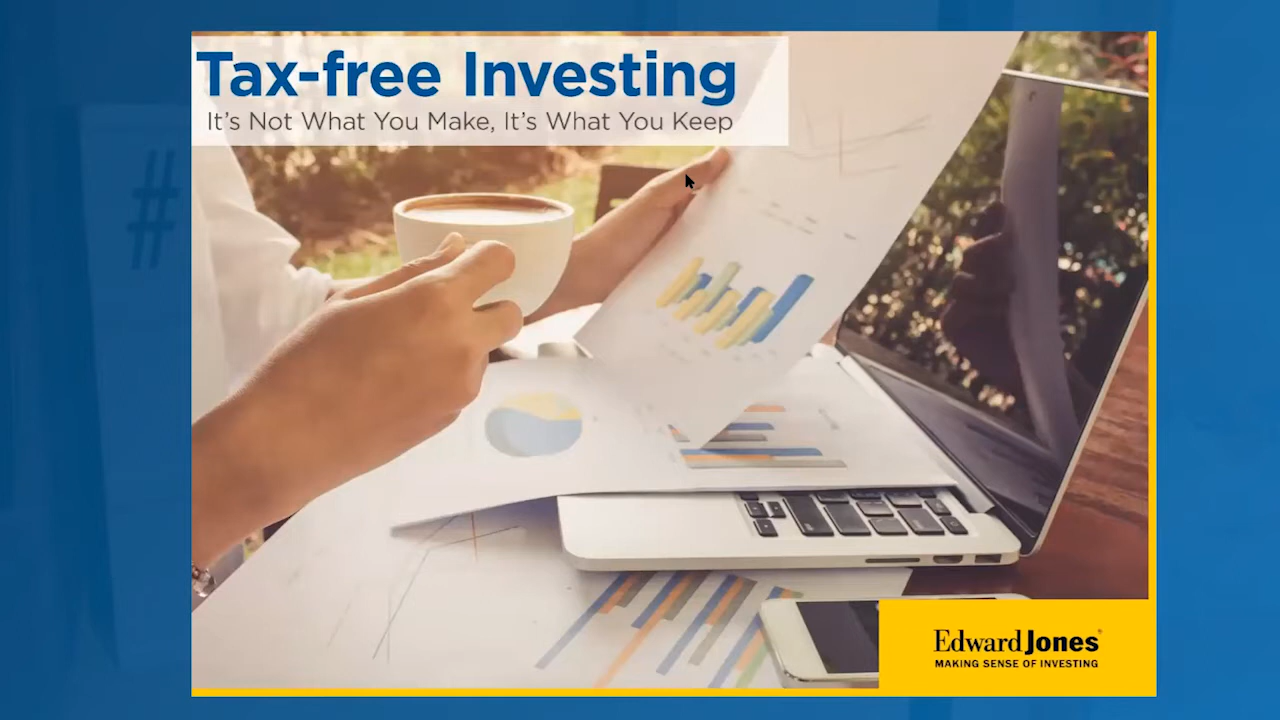 Tax-free Investing
It's Not What You Make, It's What You Keep
#
Edward Jones®
MAKING SENSE OF INVESTING